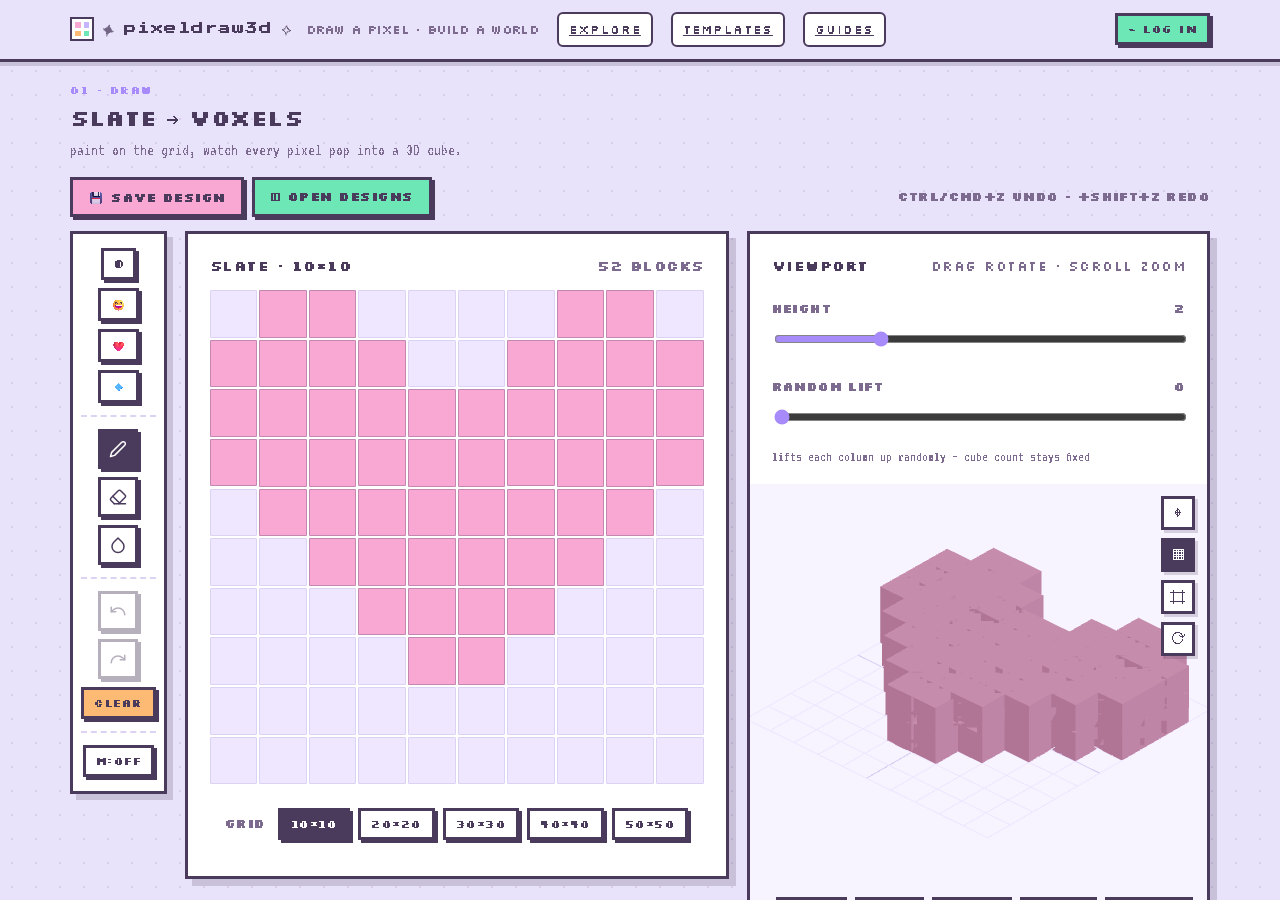 pixeldraw3d
DRAW A PIXEL · BUILD A WORLD
EXPLORE
TEMPLATES
GUIDES
~ LOG IN
01 · DRAW
SLATE → VOXELS
paint on the grid, watch every pixel pop into a 3D cube.
SAVE DESIGN
OPEN DESIGNS
CTRL/CMD+Z UNDO · +SHIFT+Z REDO
SLATE · 10×10
52 BLOCKS
VIEWPORT
DRAG ROTATE · SCROLL ZOOM
HEIGHT
2
RANDOM LIFT
0
lifts each column up randomly – cube count stays fixed
CLEAR
M:OFF
GRID
10×10
20×20
30×30
40×40
50×50